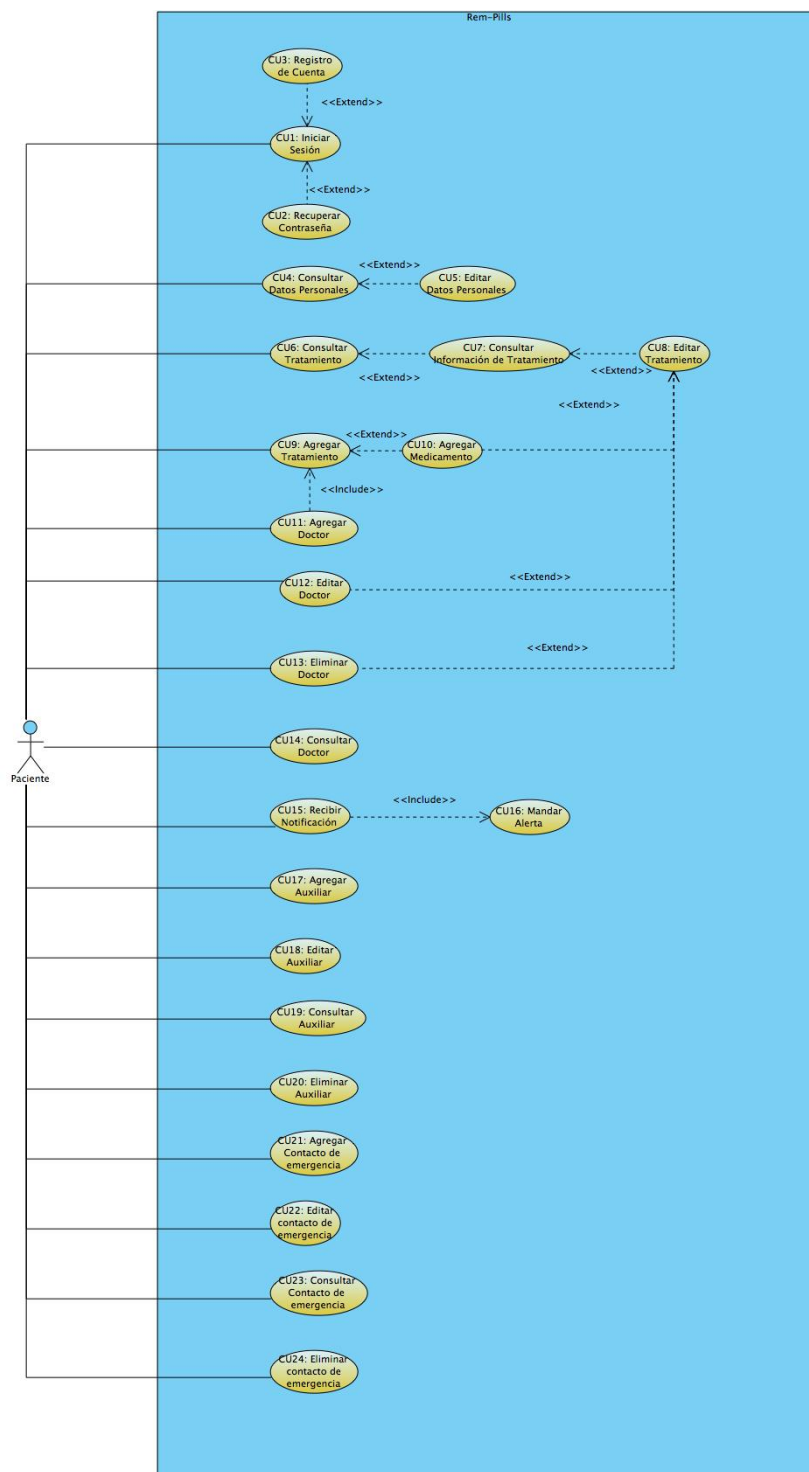 Rem-Pills
CU3: Registro
de Cuenta
<<Extend>>
CU1: Iniciar
Sesión
<<Extend>>
CU2: Recuperar
Contraseña
<<Extend>>
CU4: Consultar
Datos Personales
CU5: Editar
Datos Personales
CU6: Consultar
Tratamiento
<<Extend>>
CU7: Consultar
Información de Tratamiento
<<Extend>>
CU8: Editar
Tratamiento
<<Extend>>
CU9: Agregar
Tratamiento
<<Extend>>
CU10: Agregar
Medicamento
<<Include>>
CU11: Agregar
Doctor
<<Extend>>
CU12: Editar
Doctor
<<Extend>>
CU13: Eliminar
Doctor
CU14: Consultar
Doctor
Paciente
<<Include>>
CU15: Recibir
Notificación
CU16: Mandar
Alerta
CU17: Agregar
Auxiliar
CU18: Editar
Auxiliar
CU19: Consultar
Auxiliar
CU20: Eliminar
Auxiliar
CU21: Agregar
Contacto de
emergencia
CU22: Editar
contacto de
emergencia
CU23: Consultar
Contacto de
emergencia
CU24: Eliminar
contacto de
emergencia